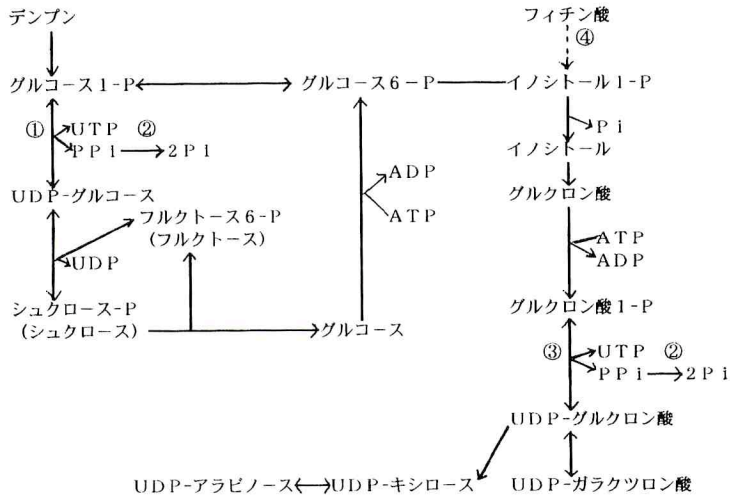 デンプン
フィチン酸
④
グルコース1-P
グルコース6-P
イノシトール1-P
① UTP ②
PPi 2Pi
Pi
イノシトール
ADP
ATP
UDP-グルコース
グルクロン酸
フルクトース6-P
(フルクトース)
UDP
ATP
ADP
シュクロース-P
(シュクロース)
グルコース
グルクロン酸1-P
③ UTP ②
PPi 2Pi
UDP-グルクロン酸
UDP-アラビノース
UDP-キシロース
UDP-ガラクツロン酸